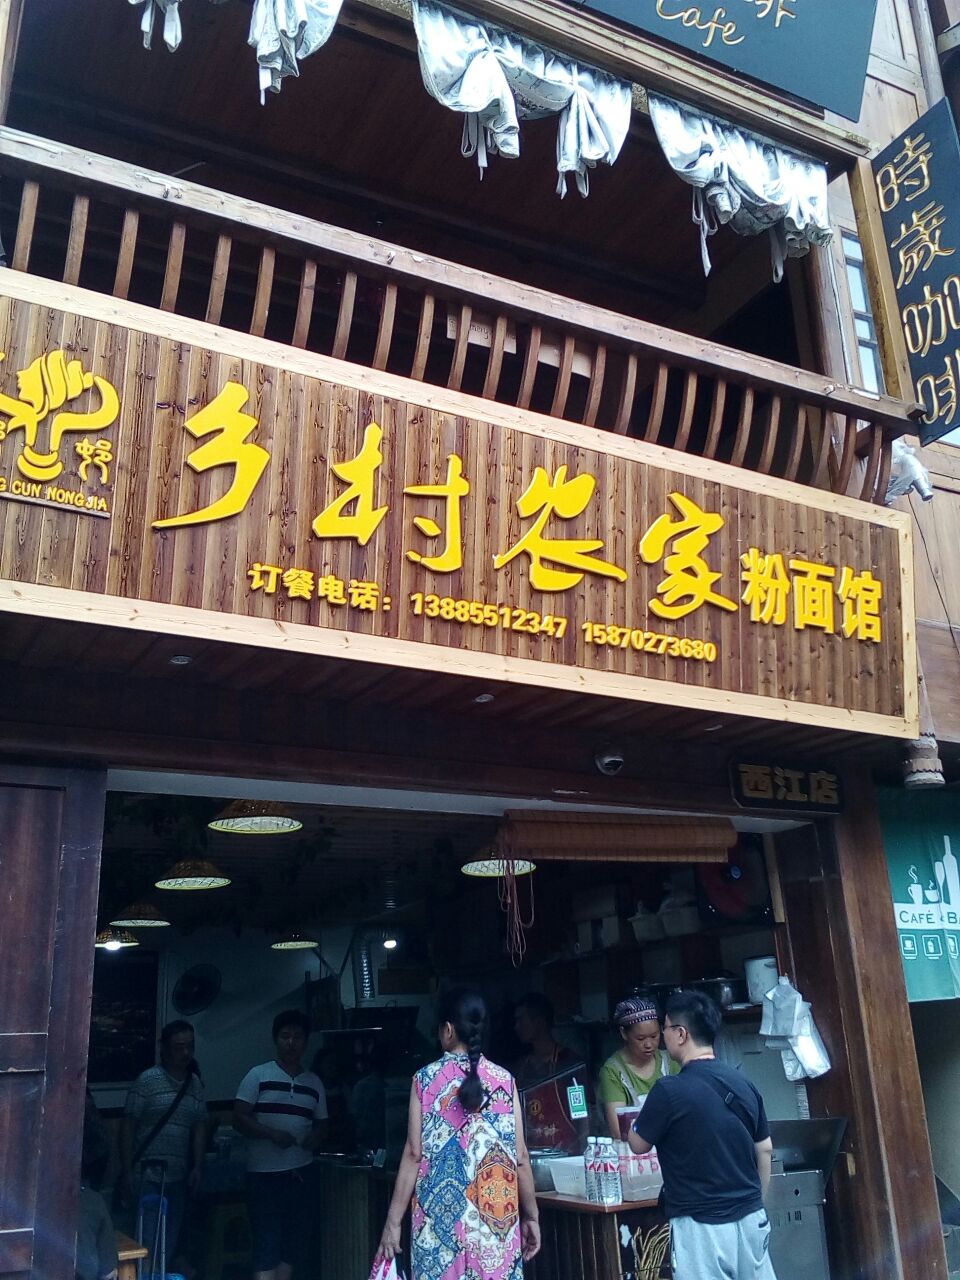 Cafe
時歲咖啡
G CUN NONG JIA
乡村农家粉面馆
订餐电话：13885512347 15870273680
西江店
CAFÉ & BA